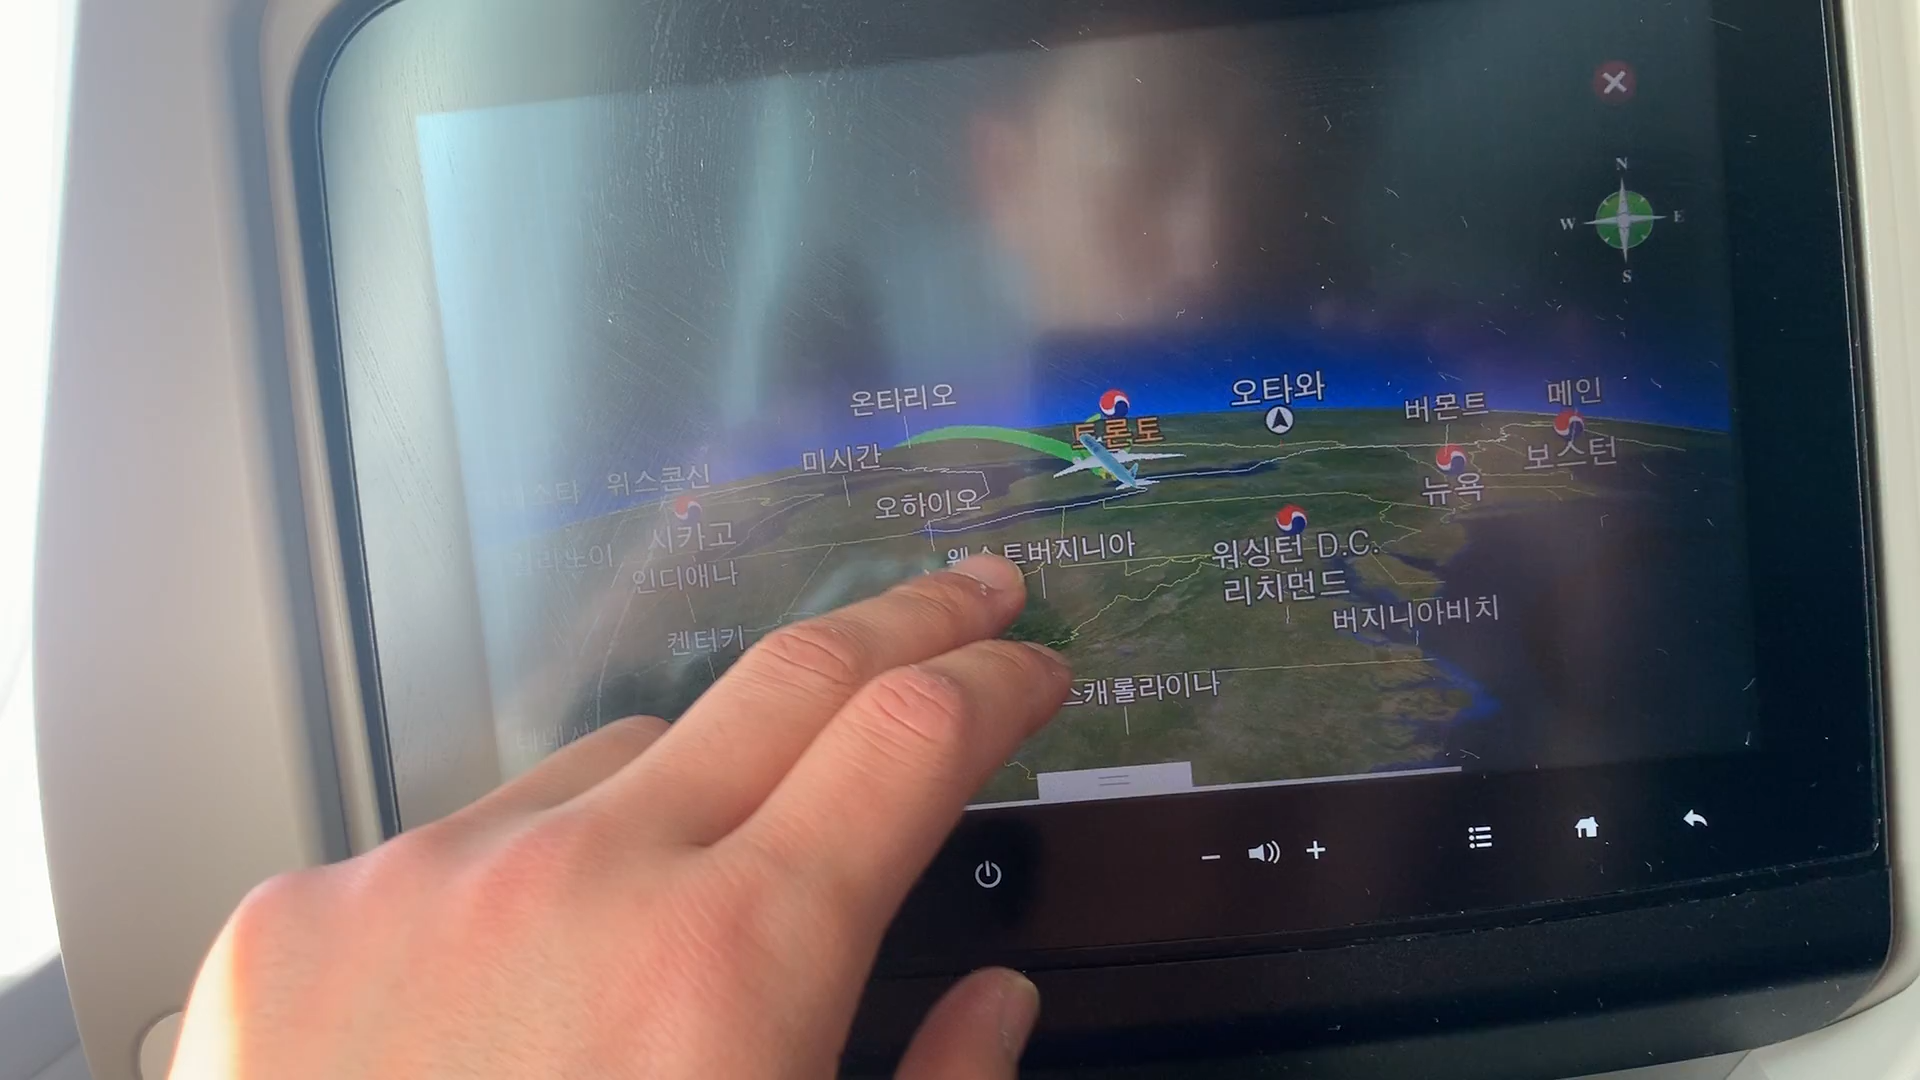 N
W E
S
온타리오
오타와
버몬트
메인
토론토
미시간
위스콘신
보스턴
뉴욕
오하이오
시카고
인디애나
워싱턴 D.C.
리치먼드
버지니아비치
켄터키
스캐롤라이나